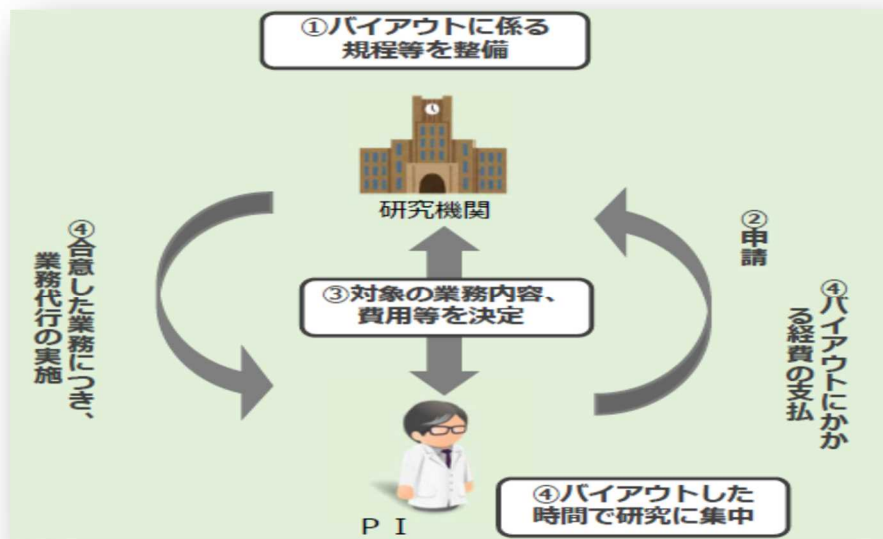 ①バイアウトに係る
規程等を整備
研究機関
④合意した業務につき、
業務代行の実施
③対象の業務内容、
費用等を決定
②申請
④バイアウトにかか
る経費の支払
ＰＩ
④バイアウトした
時間で研究に集中